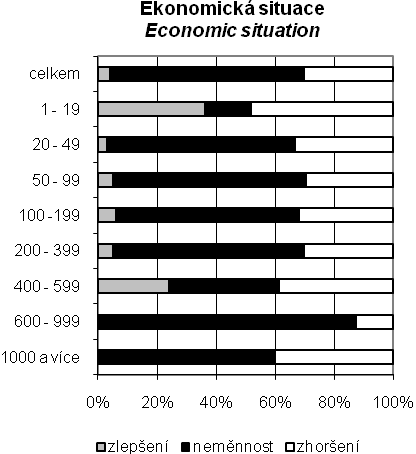 Ekonomická situace
Economic situation
celkem
1 - 19
20 - 49
50 - 99
100 -199
200 - 399
400 - 599
600 - 999
1000 a více
0% 20% 40% 60% 80% 100%
zlepšení neměnnost zhoršení